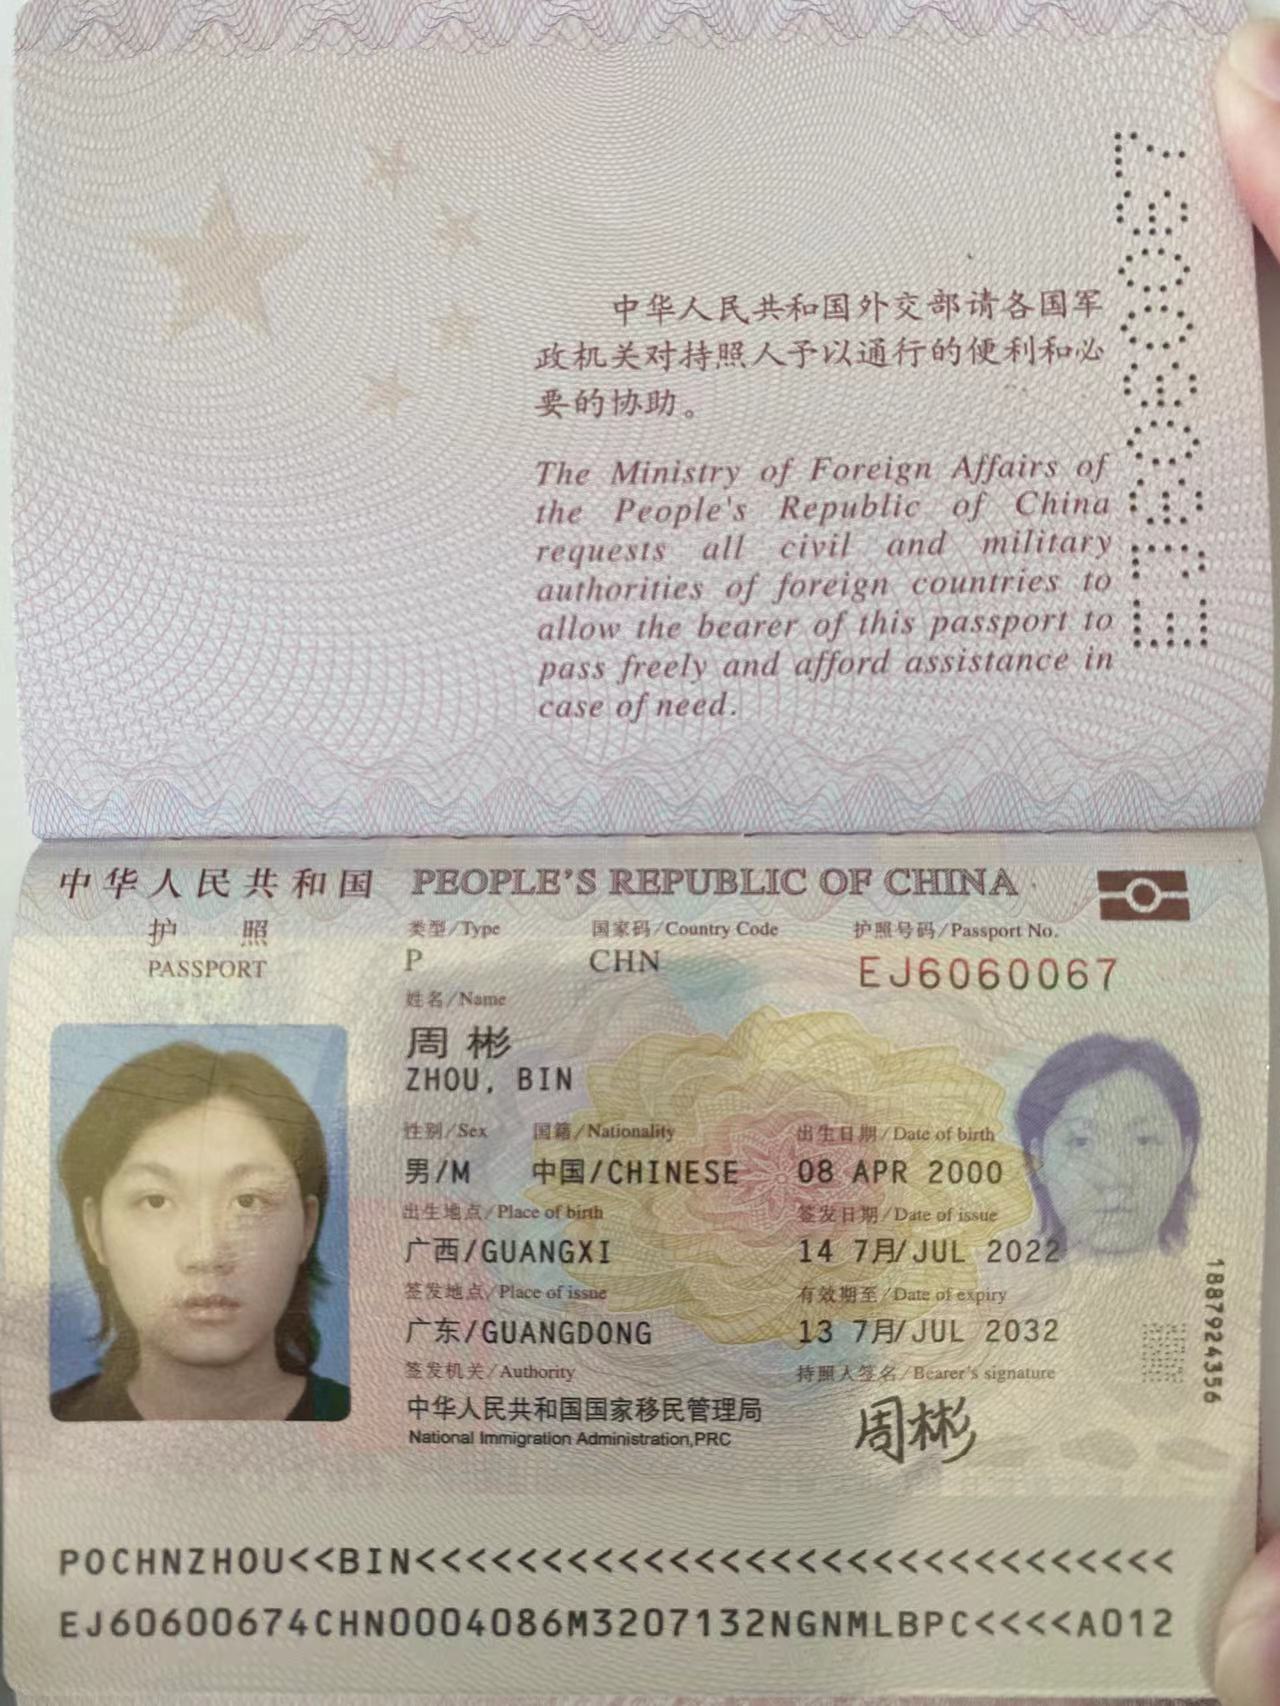 中华人民共和国外交部请各国军
政机关对持照人予以通行的便利和必
要的协助。
The Ministry of Foreign Affairs of
the People's Republic of China
requests all civil and military
authorities of foreign countries to
allow the bearer of this passport to
pass freely and afford assistance in
case of need.
EJ6060067
中华人民共和国 PEOPLE'S REPUBLIC OF CHINA
护照 类型/Type 国家码/Country Code 护照号码/Passport No.
PASSPORT P CHN EJ6060067
姓名/Name
周彬
ZHOU, BIN
性别/Sex 国籍/Nationality 出生日期/Date of birth
男/M 中国/CHINESE 08 APR 2000
出生地点/Place of birth 签发日期/Date of issue
广西/GUANGXI 14 7月/JUL 2022
签发地点/Place of issue 有效期至/Date of expiry
广东/GUANGDONG 13 7月/JUL 2032
签发机关/Authority 持照人签名/Bearer's signature
中华人民共和国国家移民管理局 周彬
National Immigration Administration,PRC
1887924356
POCHNZHOU<<BIN<<<<<<<<<<<<<<<<<<<<<<<<<<<<<<
EJ60600674CHN0004086M3207132NGNMLBPC<<<<A012